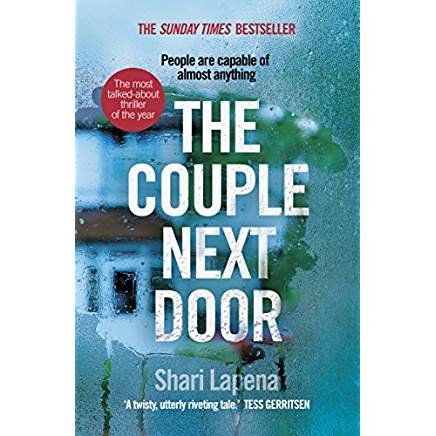 THE SUNDAY TIMES BESTSELLER
People are capable of
almost anything
The most
talked-about
thriller
of the year
THE
COUPLE
NEXT
DOOR
Shari Lapena
‘A twisty, utterly riveting tale.’ TESS GERRITSEN